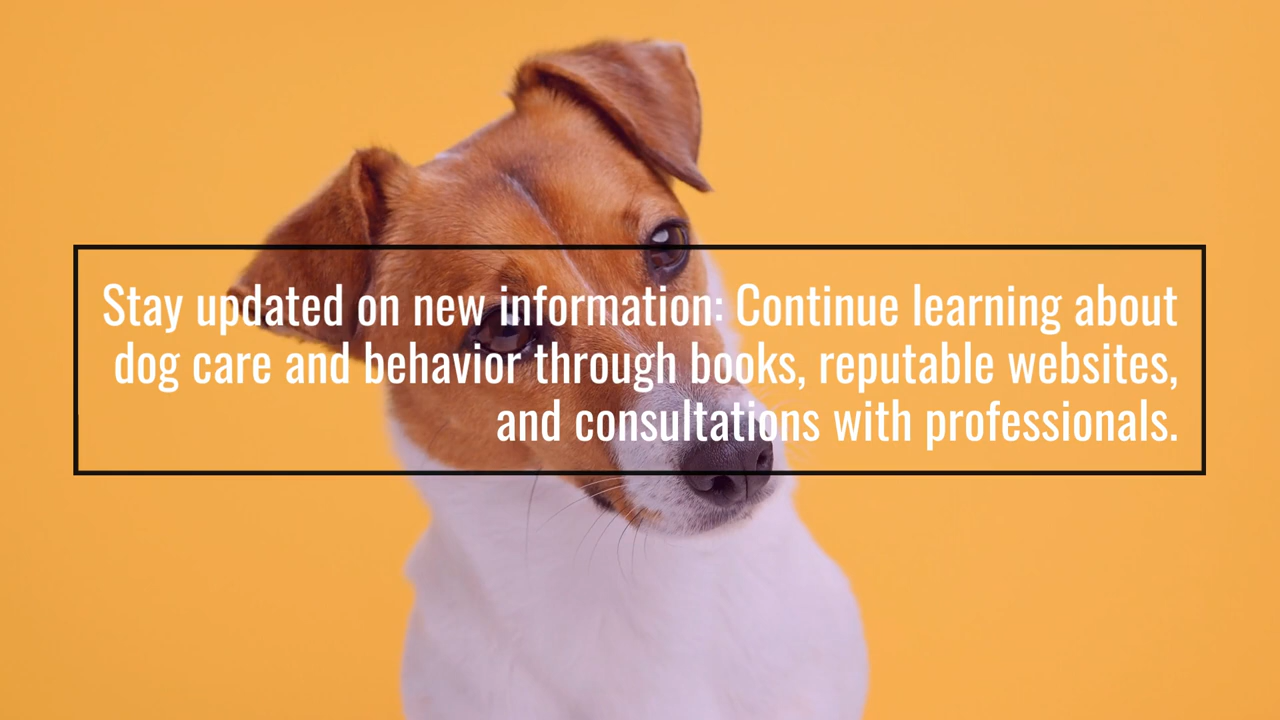 Stay updated on new information: Continue learning about
dog care and behavior through books, reputable websites,
and consultations with professionals.